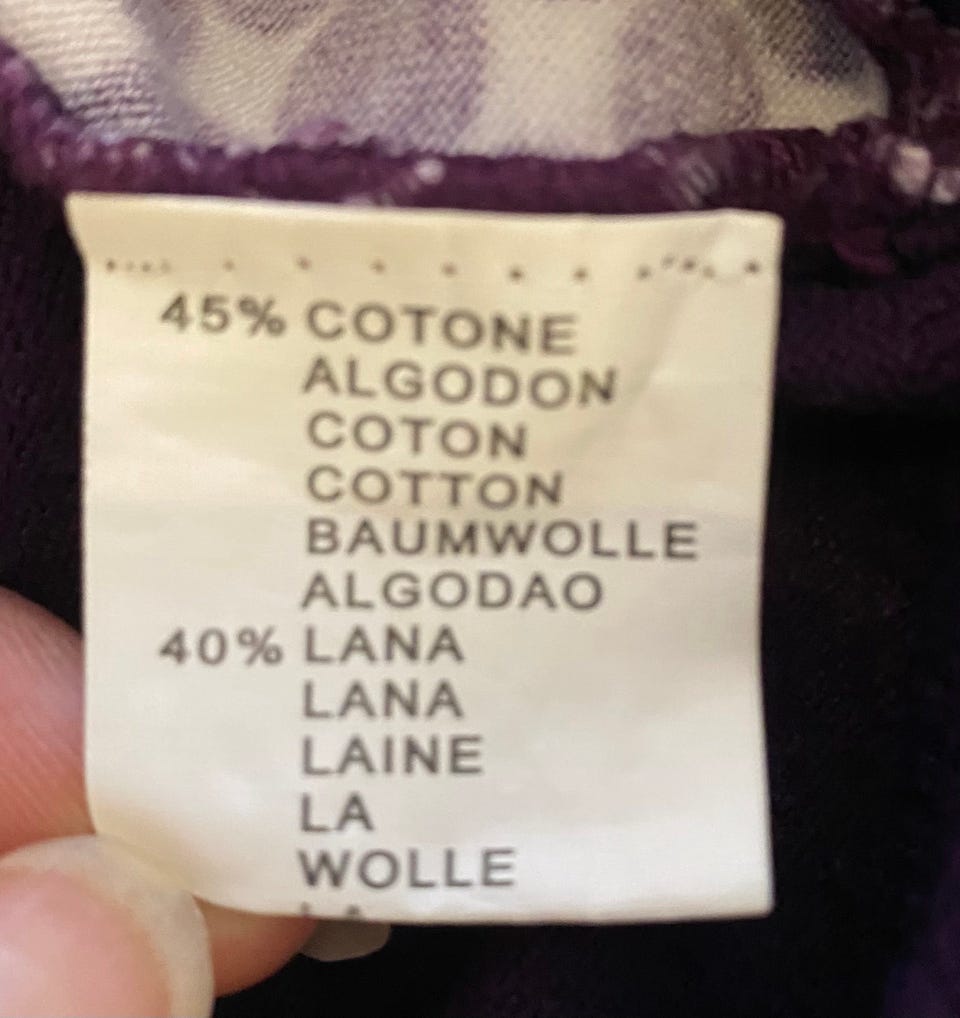 45% COTONE
ALGODON
COTON
COTTON
BAUMWOLLE
ALGODAO
40% LANA
LANA
LAINE
LA
WOLLE